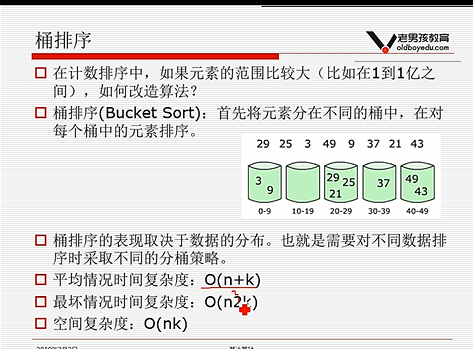 桶排序
老男孩教育
oldboyedu.com
在计数排序中，如果元素的范围比较大（比如在1到1亿之
间），如何改造算法？
桶排序(Bucket Sort)：首先将元素分在不同的桶中，在对
每个桶中的元素排序。
29 25 3 49 9 37 21 43
3 9
29 25 21
37
49 43
0-9 10-19 20-29 30-39 40-49
桶排序的表现取决于数据的分布。也就是需要对不同数据排
序时采取不同的分桶策略。
平均情况时间复杂度：O(n+k)
最坏情况时间复杂度：O(n2k)
空间复杂度：O(nk)